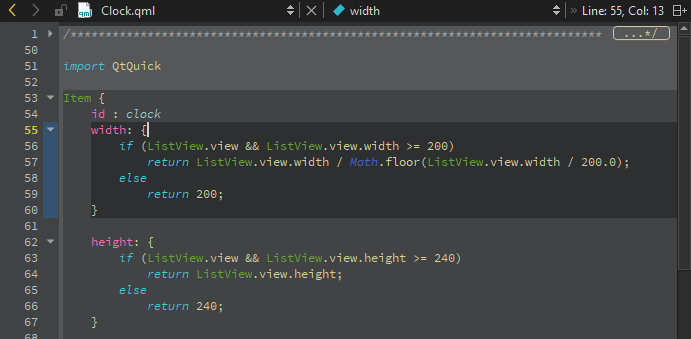 Clock.qml width Line: 55, Col: 13
1 /**************************************************************************** ...*/
50
51 import QtQuick
52
53 Item {
54 id : clock
55 width: {
56 if (ListView.view && ListView.view.width >= 200)
57 return ListView.view.width / Math.floor(ListView.view.width / 200.0);
58 else
59 return 200;
60 }
61
62 height: {
63 if (ListView.view && ListView.view.height >= 240)
64 return ListView.view.height;
65 else
66 return 240;
67 }
68